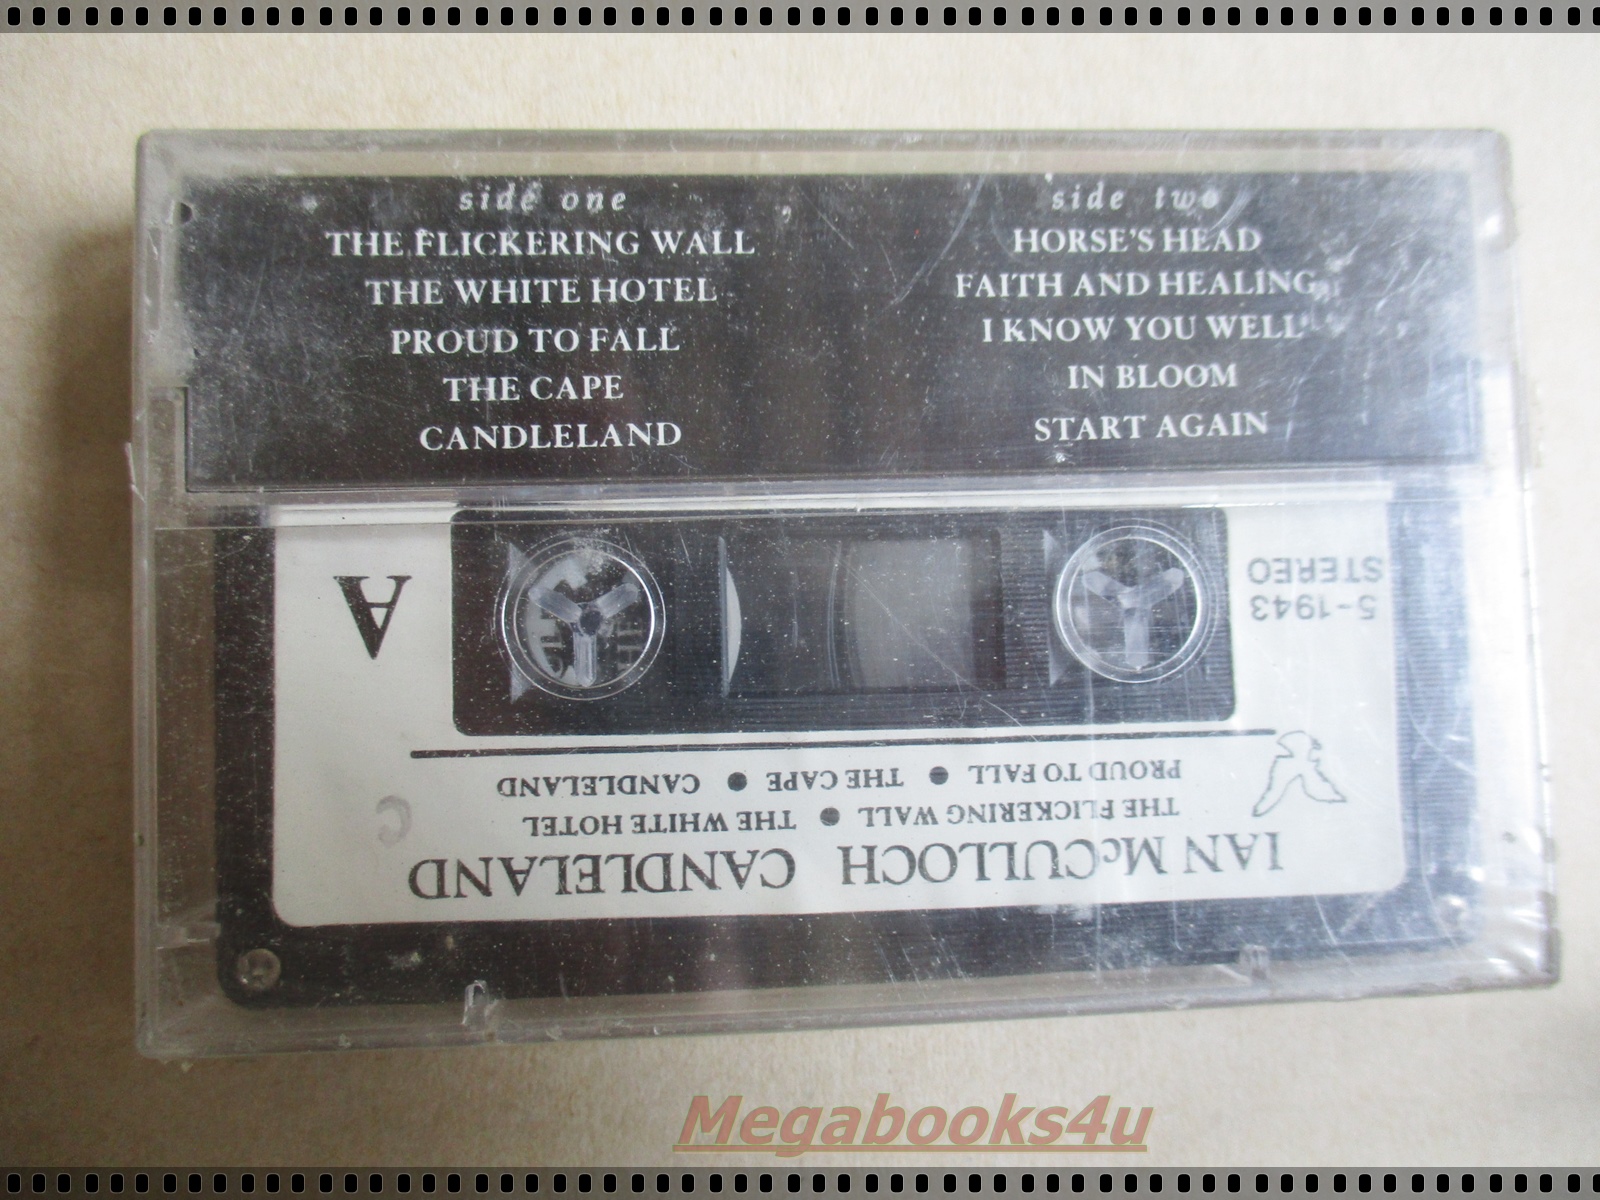 side one
THE FLICKERING WALL
THE WHITE HOTEL
PROUD TO FALL
THE CAPE
CANDLELAND
side two
HORSE'S HEAD
FAITH AND HEALING
I KNOW YOU WELL
IN BLOOM
START AGAIN
IAN McCULLOCH CANDLELAND
THE FLICKERING WALL ● THE WHITE HOTEL
PROUD TO FALL ● THE CAPE ● CANDLELAND
C
5-1943
STEREO
A
Megabooks4u